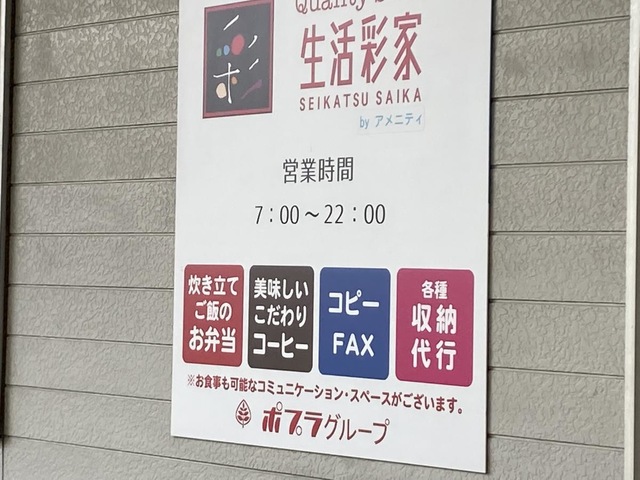 Quality
生活彩家
SEIKATSU SAIKA
by アメニティ
営業時間
7：00～22：00
炊き立て
ご飯の
お弁当
美味しい
こだわり
コーヒー
コピー
FAX
各種
収納
代行
※お食事も可能なコミュニケーション・スペースがございます。
ポプラグループ